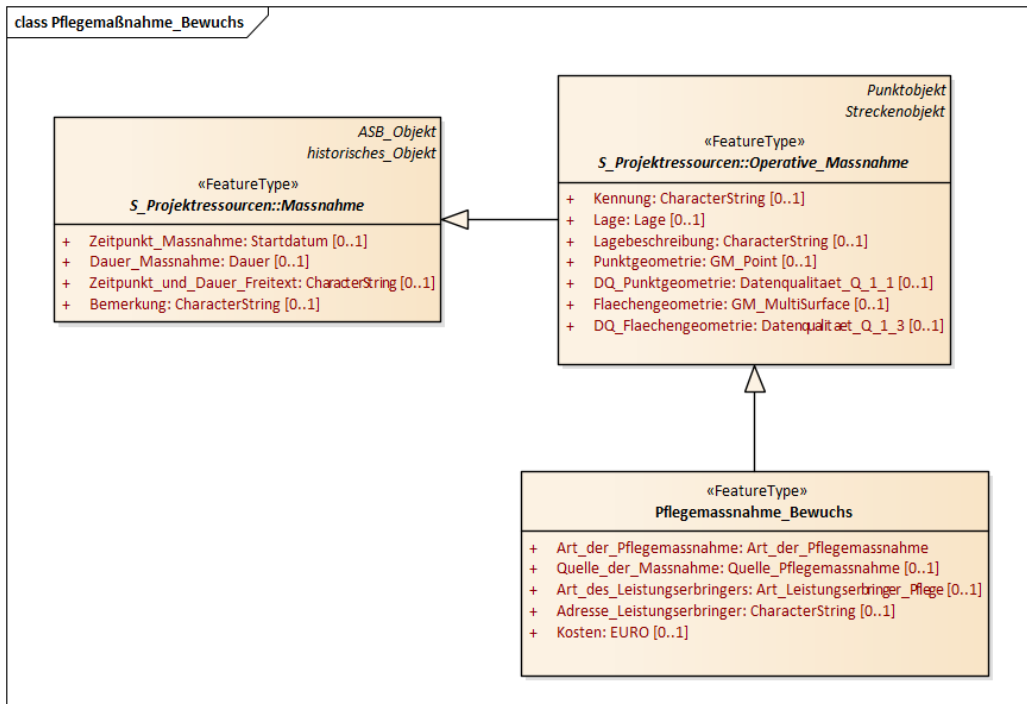 class Pflegemaßnahme_Bewuchs
ASB_Objekt
historisches_Objekt
«FeatureType»
S_Projektressourcen::Massnahme
+ Zeitpunkt_Massnahme: Startdatum [0..1]
+ Dauer_Massnahme: Dauer [0..1]
+ Zeitpunkt_und_Dauer_Freitext: CharacterString [0..1]
+ Bemerkung: CharacterString [0..1]
Punktobjekt
Streckenobjekt
«FeatureType»
S_Projektressourcen::Operative_Massnahme
+ Kennung: CharacterString [0..1]
+ Lage: Lage [0..1]
+ Lagebeschreibung: CharacterString [0..1]
+ Punktgeometrie: GM_Point [0..1]
+ DQ_Punktgeometrie: Datenqualitaet_Q_1_1 [0..1]
+ Flaechengeometrie: GM_MultiSurface [0..1]
+ DQ_Flaechengeometrie: Datenqualitaet_Q_1_3 [0..1]
«FeatureType»
Pflegemassnahme_Bewuchs
+ Art_der_Pflegemassnahme: Art_der_Pflegemassnahme
+ Quelle_der_Massnahme: Quelle_Pflegemassnahme [0..1]
+ Art_des_Leistungserbringers: Art_Leistungserbringer_Pflege [0..1]
+ Adresse_Leistungserbringer: CharacterString [0..1]
+ Kosten: EURO [0..1]